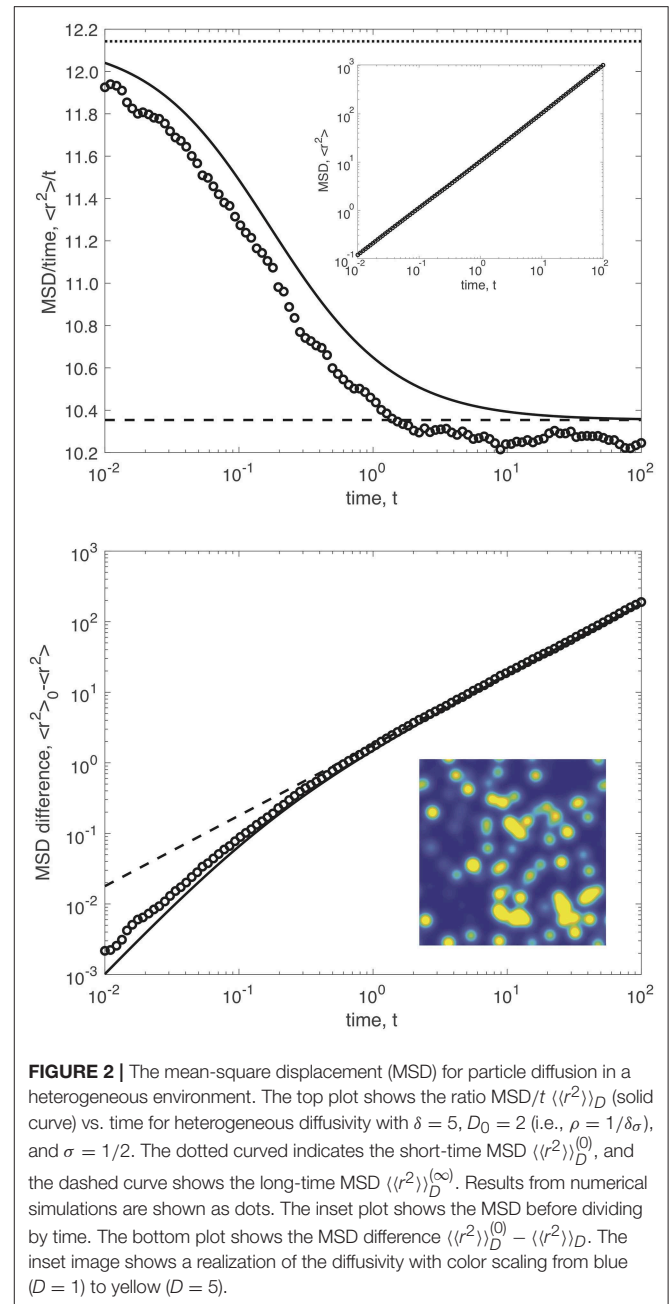 12.2
12.0
11.8
11.6
11.4
11.2
11.0
10.8
10.6
10.4
10.2
MSD/time, <r²>/t
10⁻² 10⁻¹ 10⁰ 10¹ 10²
time, t
10³
10²
10¹
10⁰
10⁻¹
MSD, <r²>
10⁻² 10⁻¹ 10⁰ 10¹ 10²
time, t
10³
10²
10¹
10⁰
10⁻¹
10⁻²
10⁻³
MSD difference, <r²>₀-<r²>
10⁻² 10⁻¹ 10⁰ 10¹ 10²
time, t
FIGURE 2 | The mean-square displacement (MSD) for particle diffusion in a
heterogeneous environment. The top plot shows the ratio MSD/t ⟨⟨r²⟩⟩_D (solid
curve) vs. time for heterogeneous diffusivity with δ = 5, D₀ = 2 (i.e., ρ = 1/δσ),
and σ = 1/2. The dotted curved indicates the short-time MSD ⟨⟨r²⟩⟩_D^(0), and
the dashed curve shows the long-time MSD ⟨⟨r²⟩⟩_D^(∞). Results from numerical
simulations are shown as dots. The inset plot shows the MSD before dividing
by time. The bottom plot shows the MSD difference ⟨⟨r²⟩⟩_D^(0) − ⟨⟨r²⟩⟩_D. The
inset image shows a realization of the diffusivity with color scaling from blue
(D = 1) to yellow (D = 5).